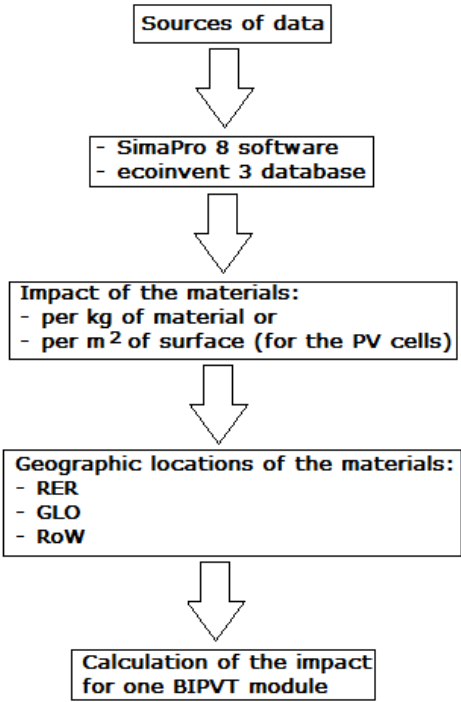 Sources of data
- SimaPro 8 software
- ecoinvent 3 database
Impact of the materials:
- per kg of material or
- per m² of surface (for the PV cells)
Geographic locations of the materials:
- RER
- GLO
- RoW
Calculation of the impact
for one BIPVT module